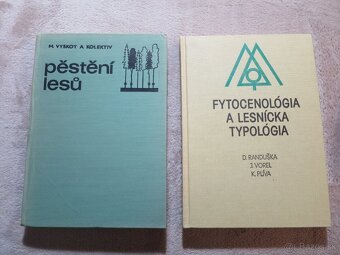 M. VYSKOT A KOLEKTIV
pěstění
lesů
FYTOCENOLÓGIA
A LESNÍCKA
TYPOLÓGIA
D. RANDUŠKA
J. VOREL
K. PLÍVA